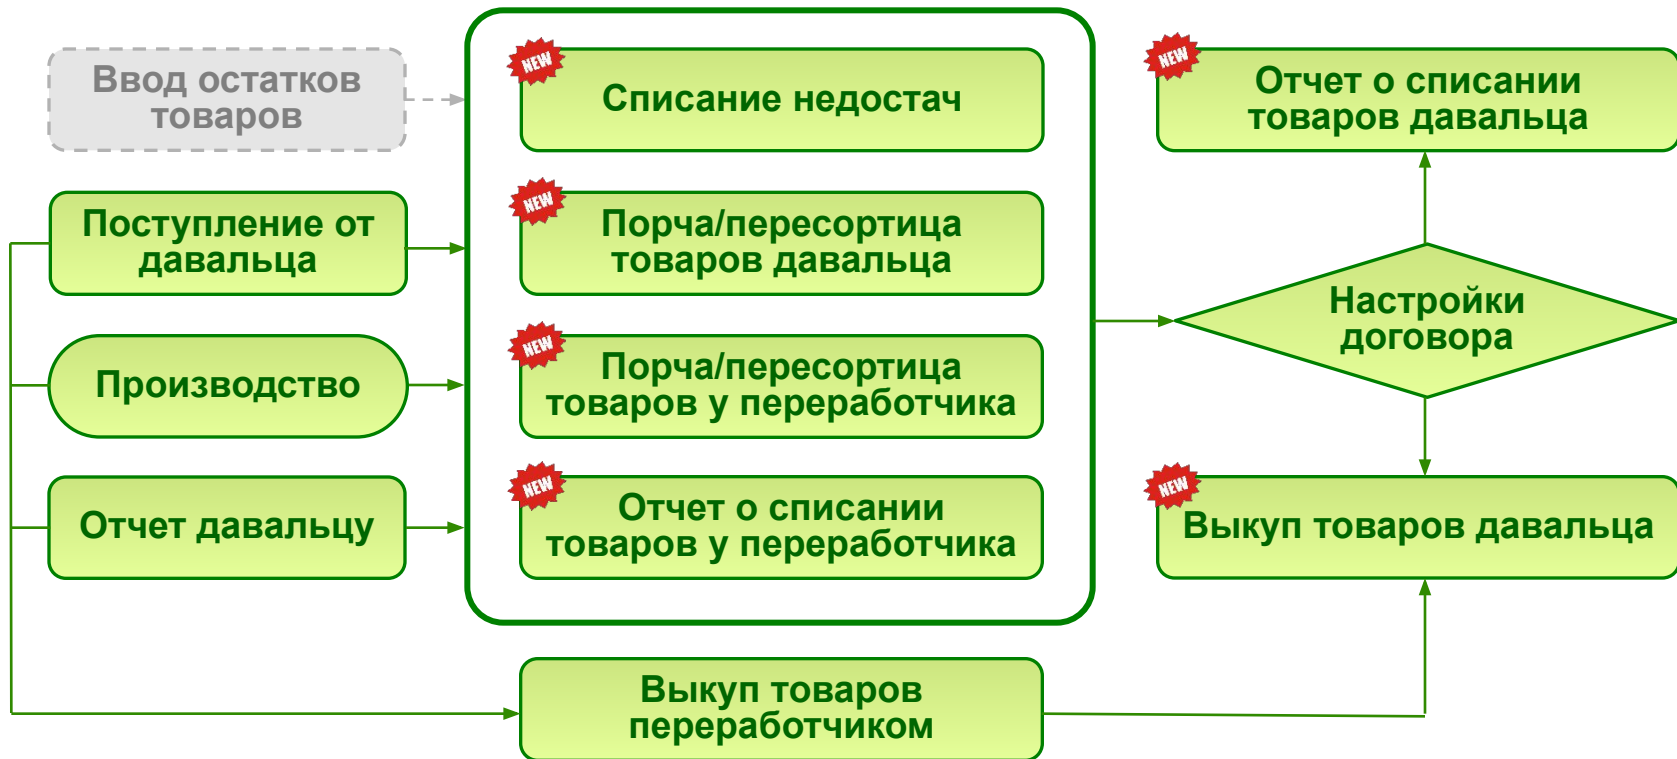 Ввод остатков
товаров
NEW
Списание недостач
NEW
Отчет о списании
товаров давальца
Поступление от
давальца
NEW
Порча/пересортица
товаров давальца
Настройки
договора
Производство
NEW
Порча/пересортица
товаров у переработчика
Отчет давальцу
NEW
Отчет о списании
товаров у переработчика
NEW
Выкуп товаров давальца
Выкуп товаров
переработчиком